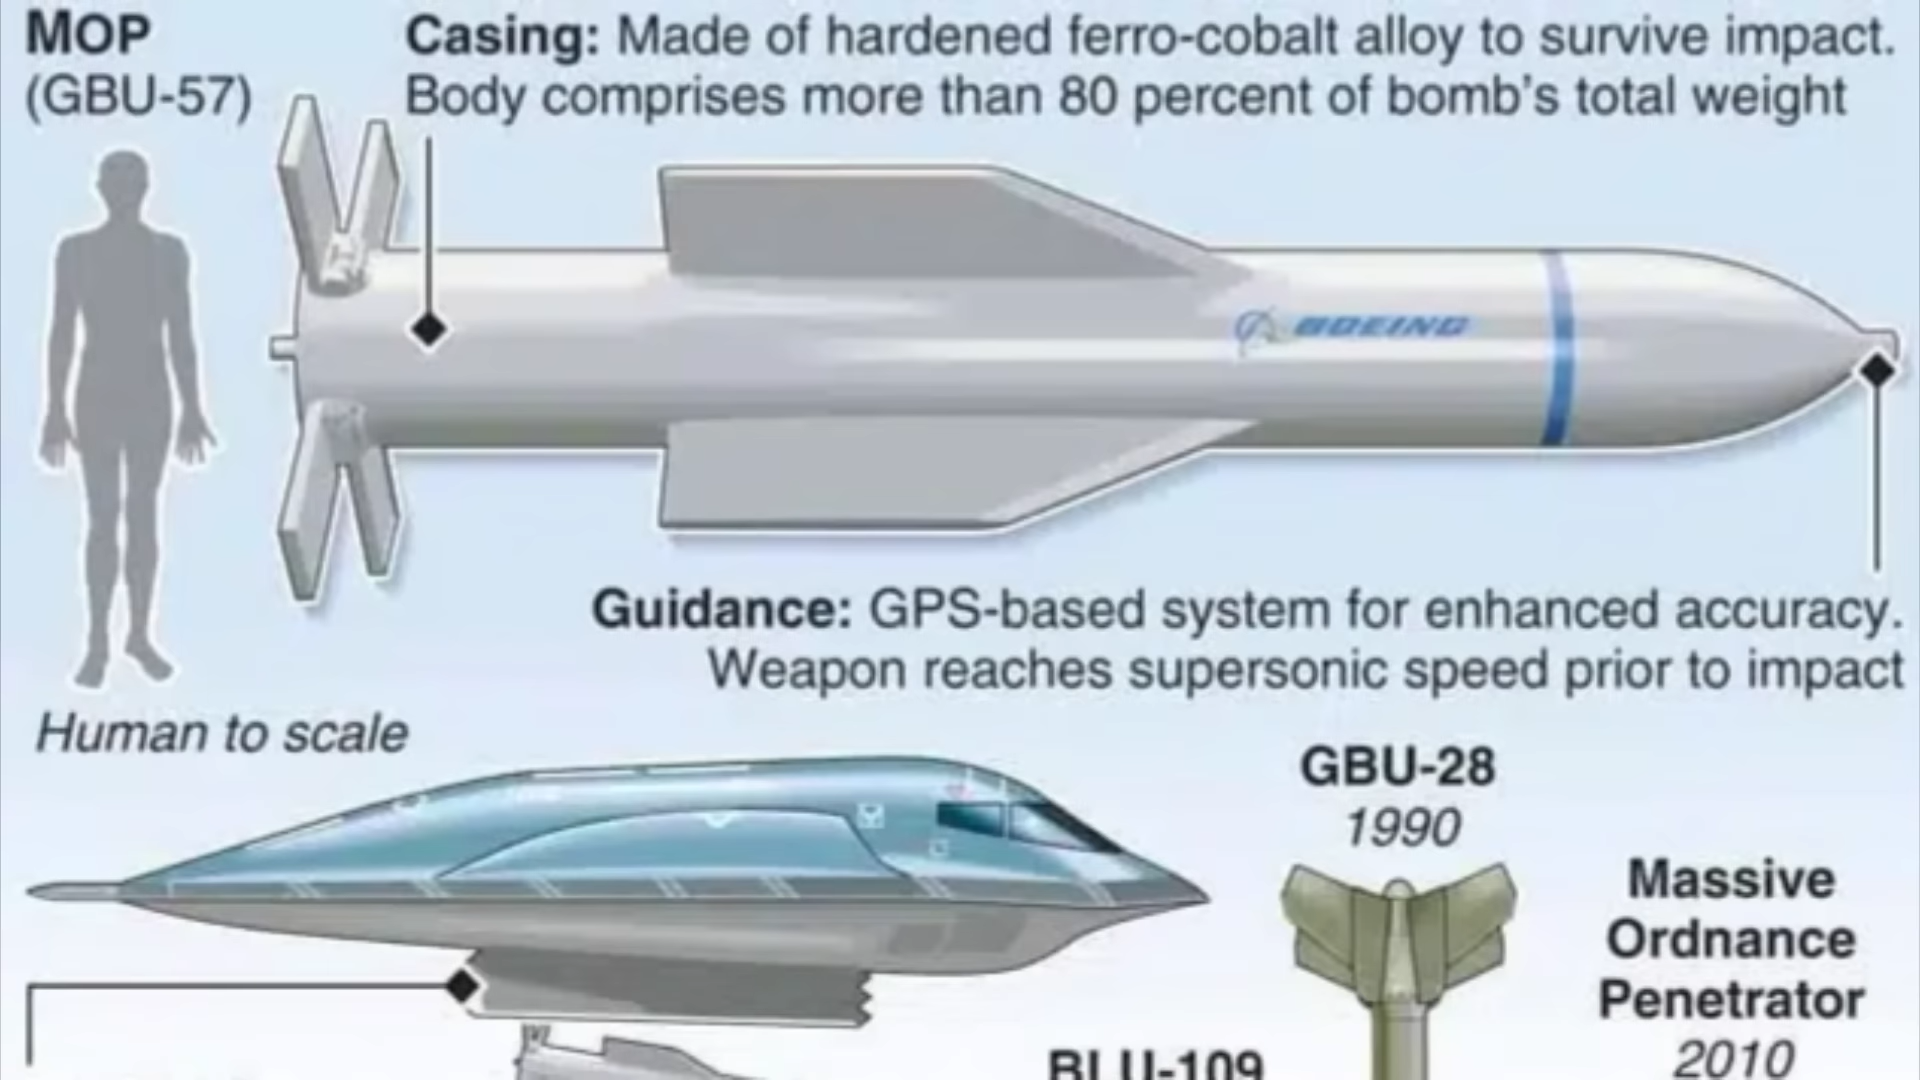 MOP
(GBU-57)
Casing: Made of hardened ferro-cobalt alloy to survive impact.
Body comprises more than 80 percent of bomb's total weight
BOEING
Guidance: GPS-based system for enhanced accuracy.
Weapon reaches supersonic speed prior to impact
Human to scale
GBU-28
1990
Massive
Ordnance
Penetrator
2010
BLU-109